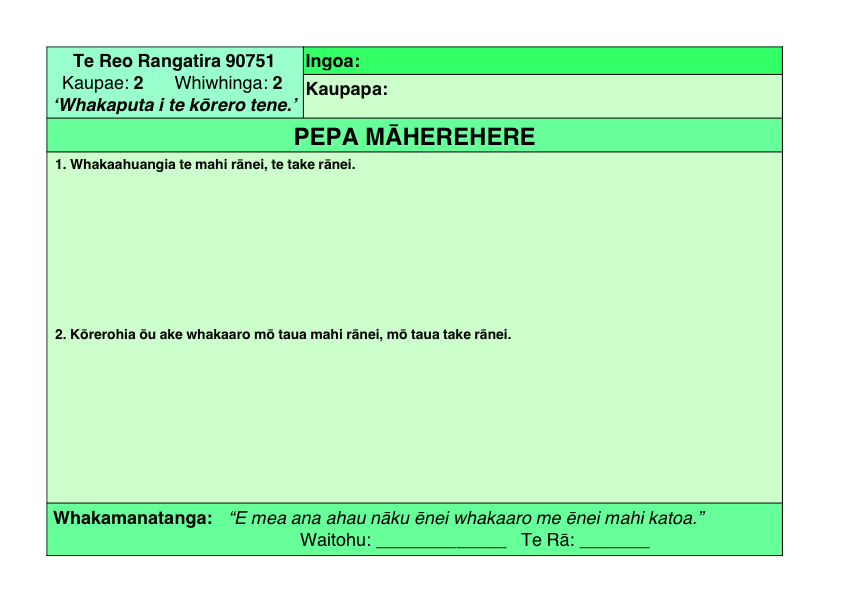 Te Reo Rangatira 90751
Kaupae: 2 Whiwhinga: 2
‘Whakaputa i te kōrero tene.’
Ingoa:
Kaupapa:
PEPA MĀHEREHERE
1. Whakaahuangia te mahi rānei, te take rānei.
2. Kōrerohia ōu ake whakaaro mō taua mahi rānei, mō taua take rānei.
Whakamanatanga: “E mea ana ahau nāku ēnei whakaaro me ēnei mahi katoa.”
Waitohu: ______________ Te Rā: ________